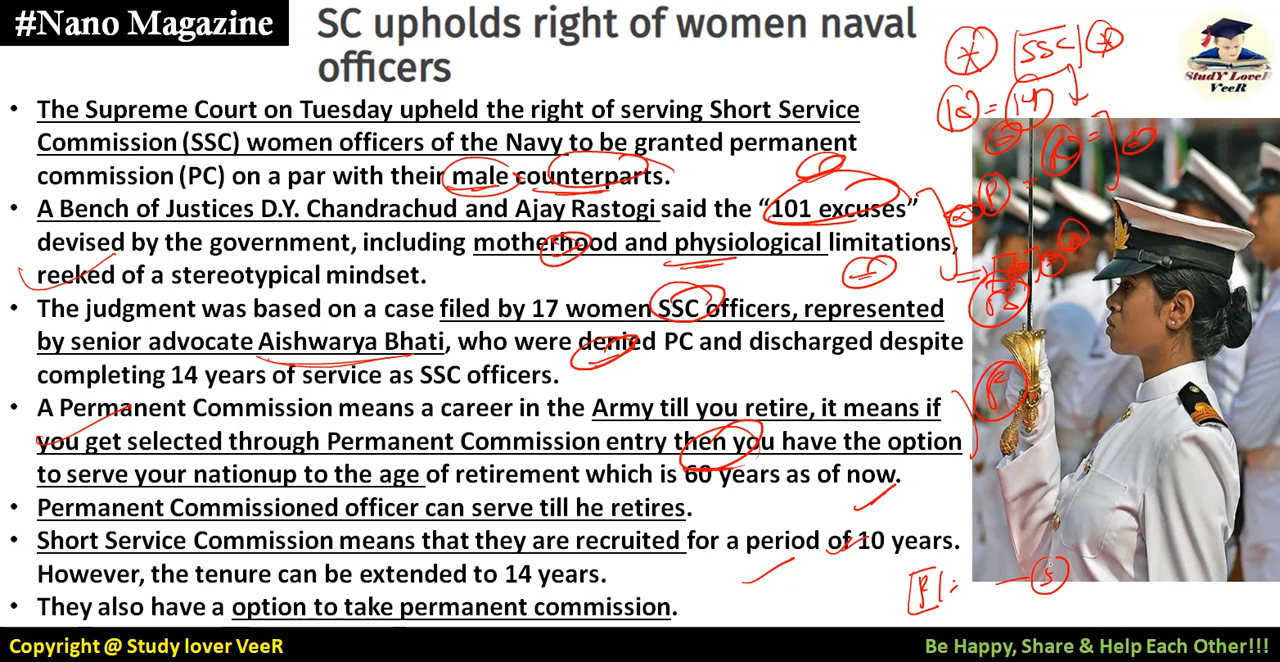 #Nano Magazine
SC upholds right of women naval
officers
StudY LoveR
VeeR
SSC
• The Supreme Court on Tuesday upheld the right of serving Short Service
Commission (SSC) women officers of the Navy to be granted permanent
commission (PC) on a par with their male counterparts.
• A Bench of Justices D.Y. Chandrachud and Ajay Rastogi said the “101 excuses”
devised by the government, including motherhood and physiological limitations,
reeked of a stereotypical mindset.
• The judgment was based on a case filed by 17 women SSC officers, represented
by senior advocate Aishwarya Bhati, who were denied PC and discharged despite
completing 14 years of service as SSC officers.
• A Permanent Commission means a career in the Army till you retire, it means if
you get selected through Permanent Commission entry then you have the option
to serve your nationup to the age of retirement which is 60 years as of now.
• Permanent Commissioned officer can serve till he retires.
• Short Service Commission means that they are recruited for a period of 10 years.
However, the tenure can be extended to 14 years.
• They also have a option to take permanent commission.
Copyright @ Study lover VeeR
Be Happy, Share & Help Each Other!!!